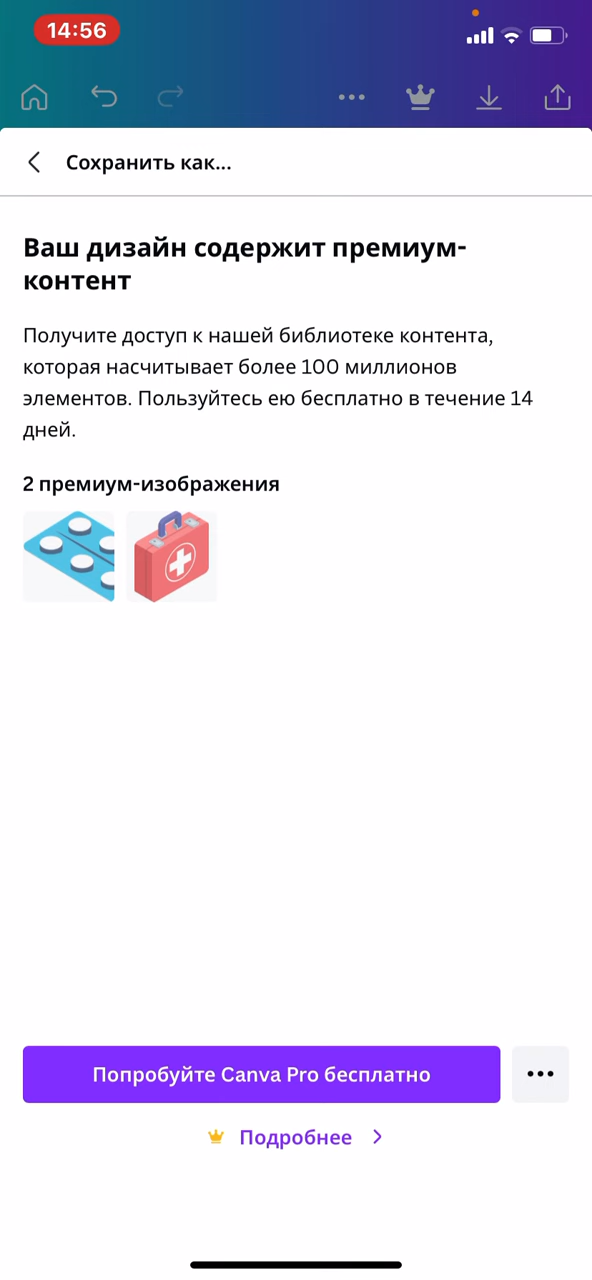 14:56
Сохранить как...
Ваш дизайн содержит премиум-
контент
Получите доступ к нашей библиотеке контента,
которая насчитывает более 100 миллионов
элементов. Пользуйтесь ею бесплатно в течение 14
дней.
2 премиум-изображения
Попробуйте Canva Pro бесплатно
Подробнее